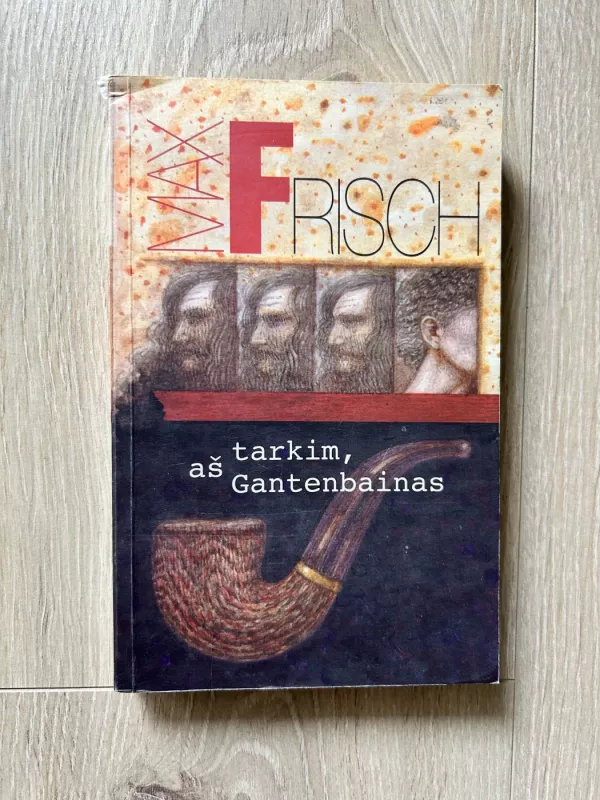 MAX
FRISCH
tarkim,
aš Gantenbainas